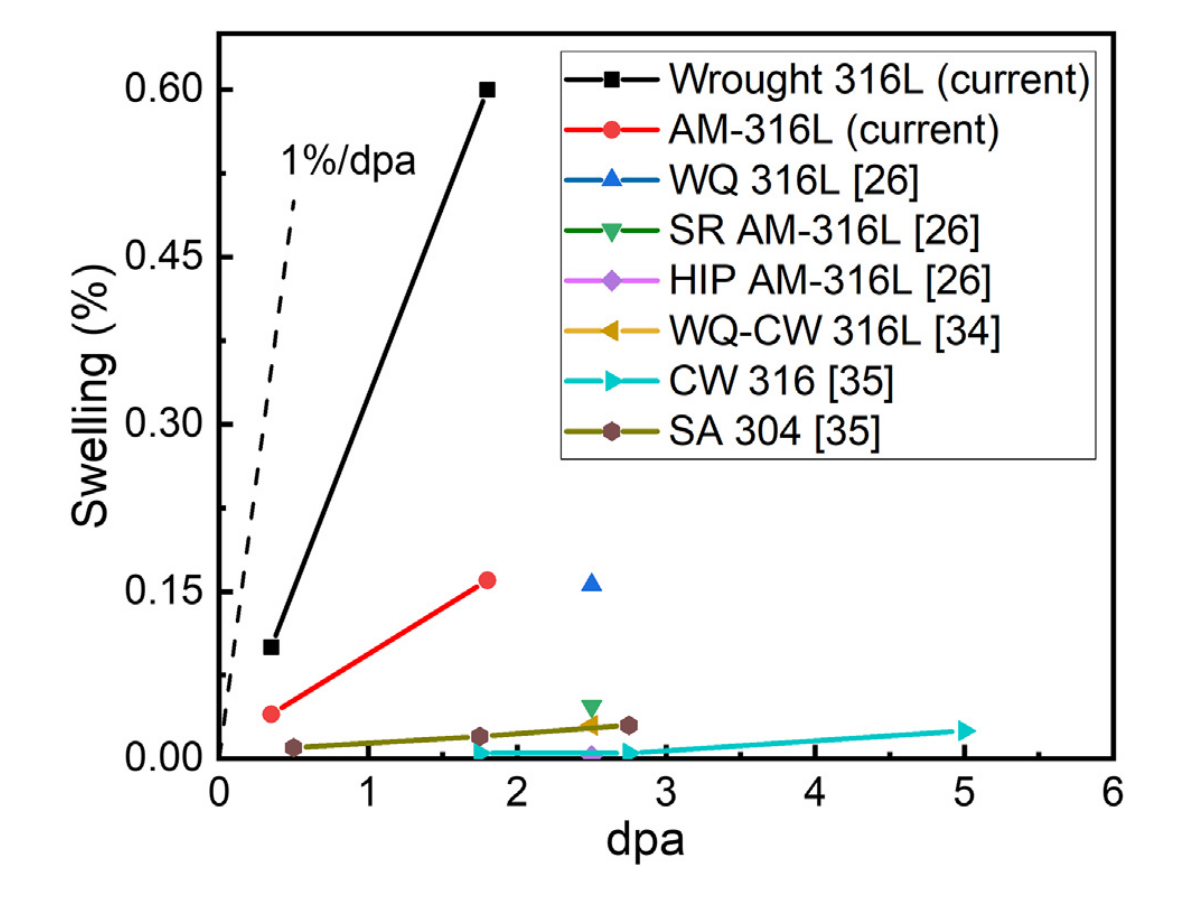 0.60
0.45
0.30
0.15
0.00
Swelling (%)
1%/dpa
Wrought 316L (current)
AM-316L (current)
WQ 316L [26]
SR AM-316L [26]
HIP AM-316L [26]
WQ-CW 316L [34]
CW 316 [35]
SA 304 [35]
0 1 2 3 4 5 6
dpa